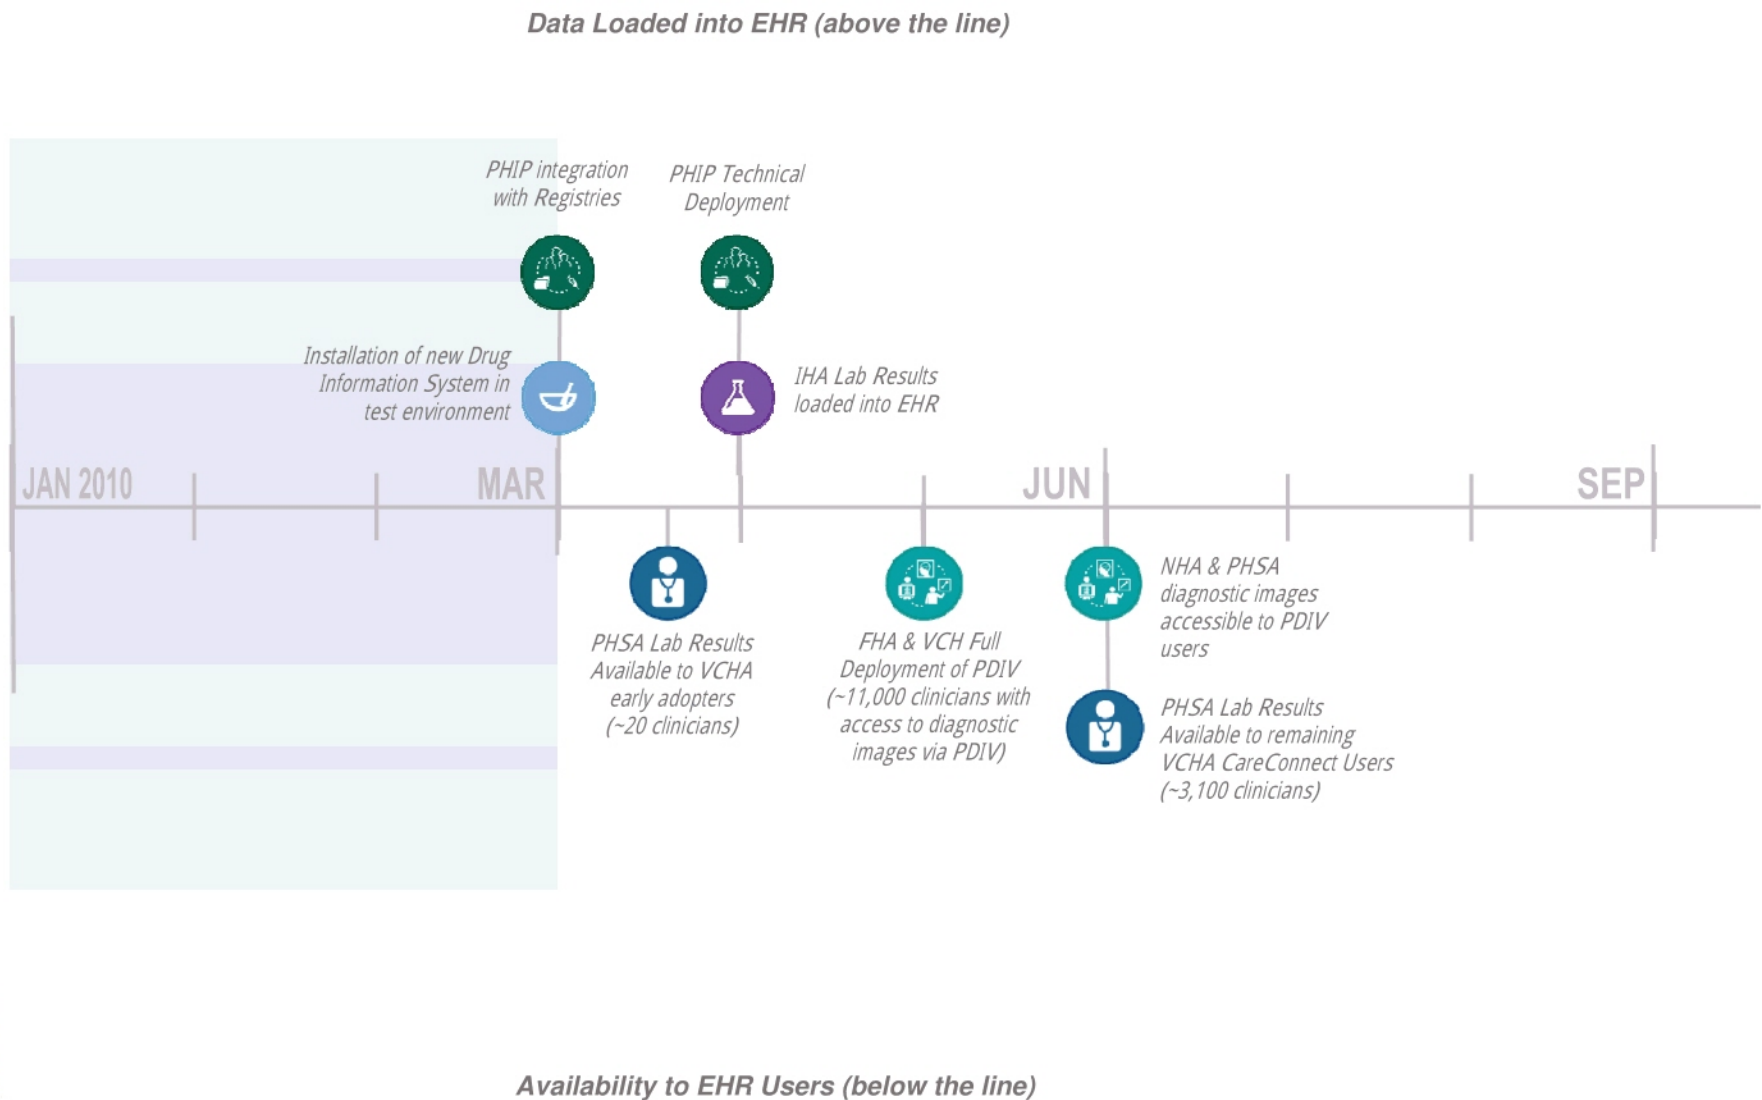 Data Loaded into EHR (above the line)
PHIP integration
with Registries
PHIP Technical
Deployment
Installation of new Drug
Information System in
test environment
IHA Lab Results
loaded into EHR
JAN 2010
MAR
JUN
SEP
PHSA Lab Results
Available to VCHA
early adopters
(~20 clinicians)
FHA & VCH Full
Deployment of PDIV
(~11,000 clinicians with
access to diagnostic
images via PDIV)
NHA & PHSA
diagnostic images
accessible to PDIV
users
PHSA Lab Results
Available to remaining
VCHA CareConnect Users
(~3,100 clinicians)
Availability to EHR Users (below the line)